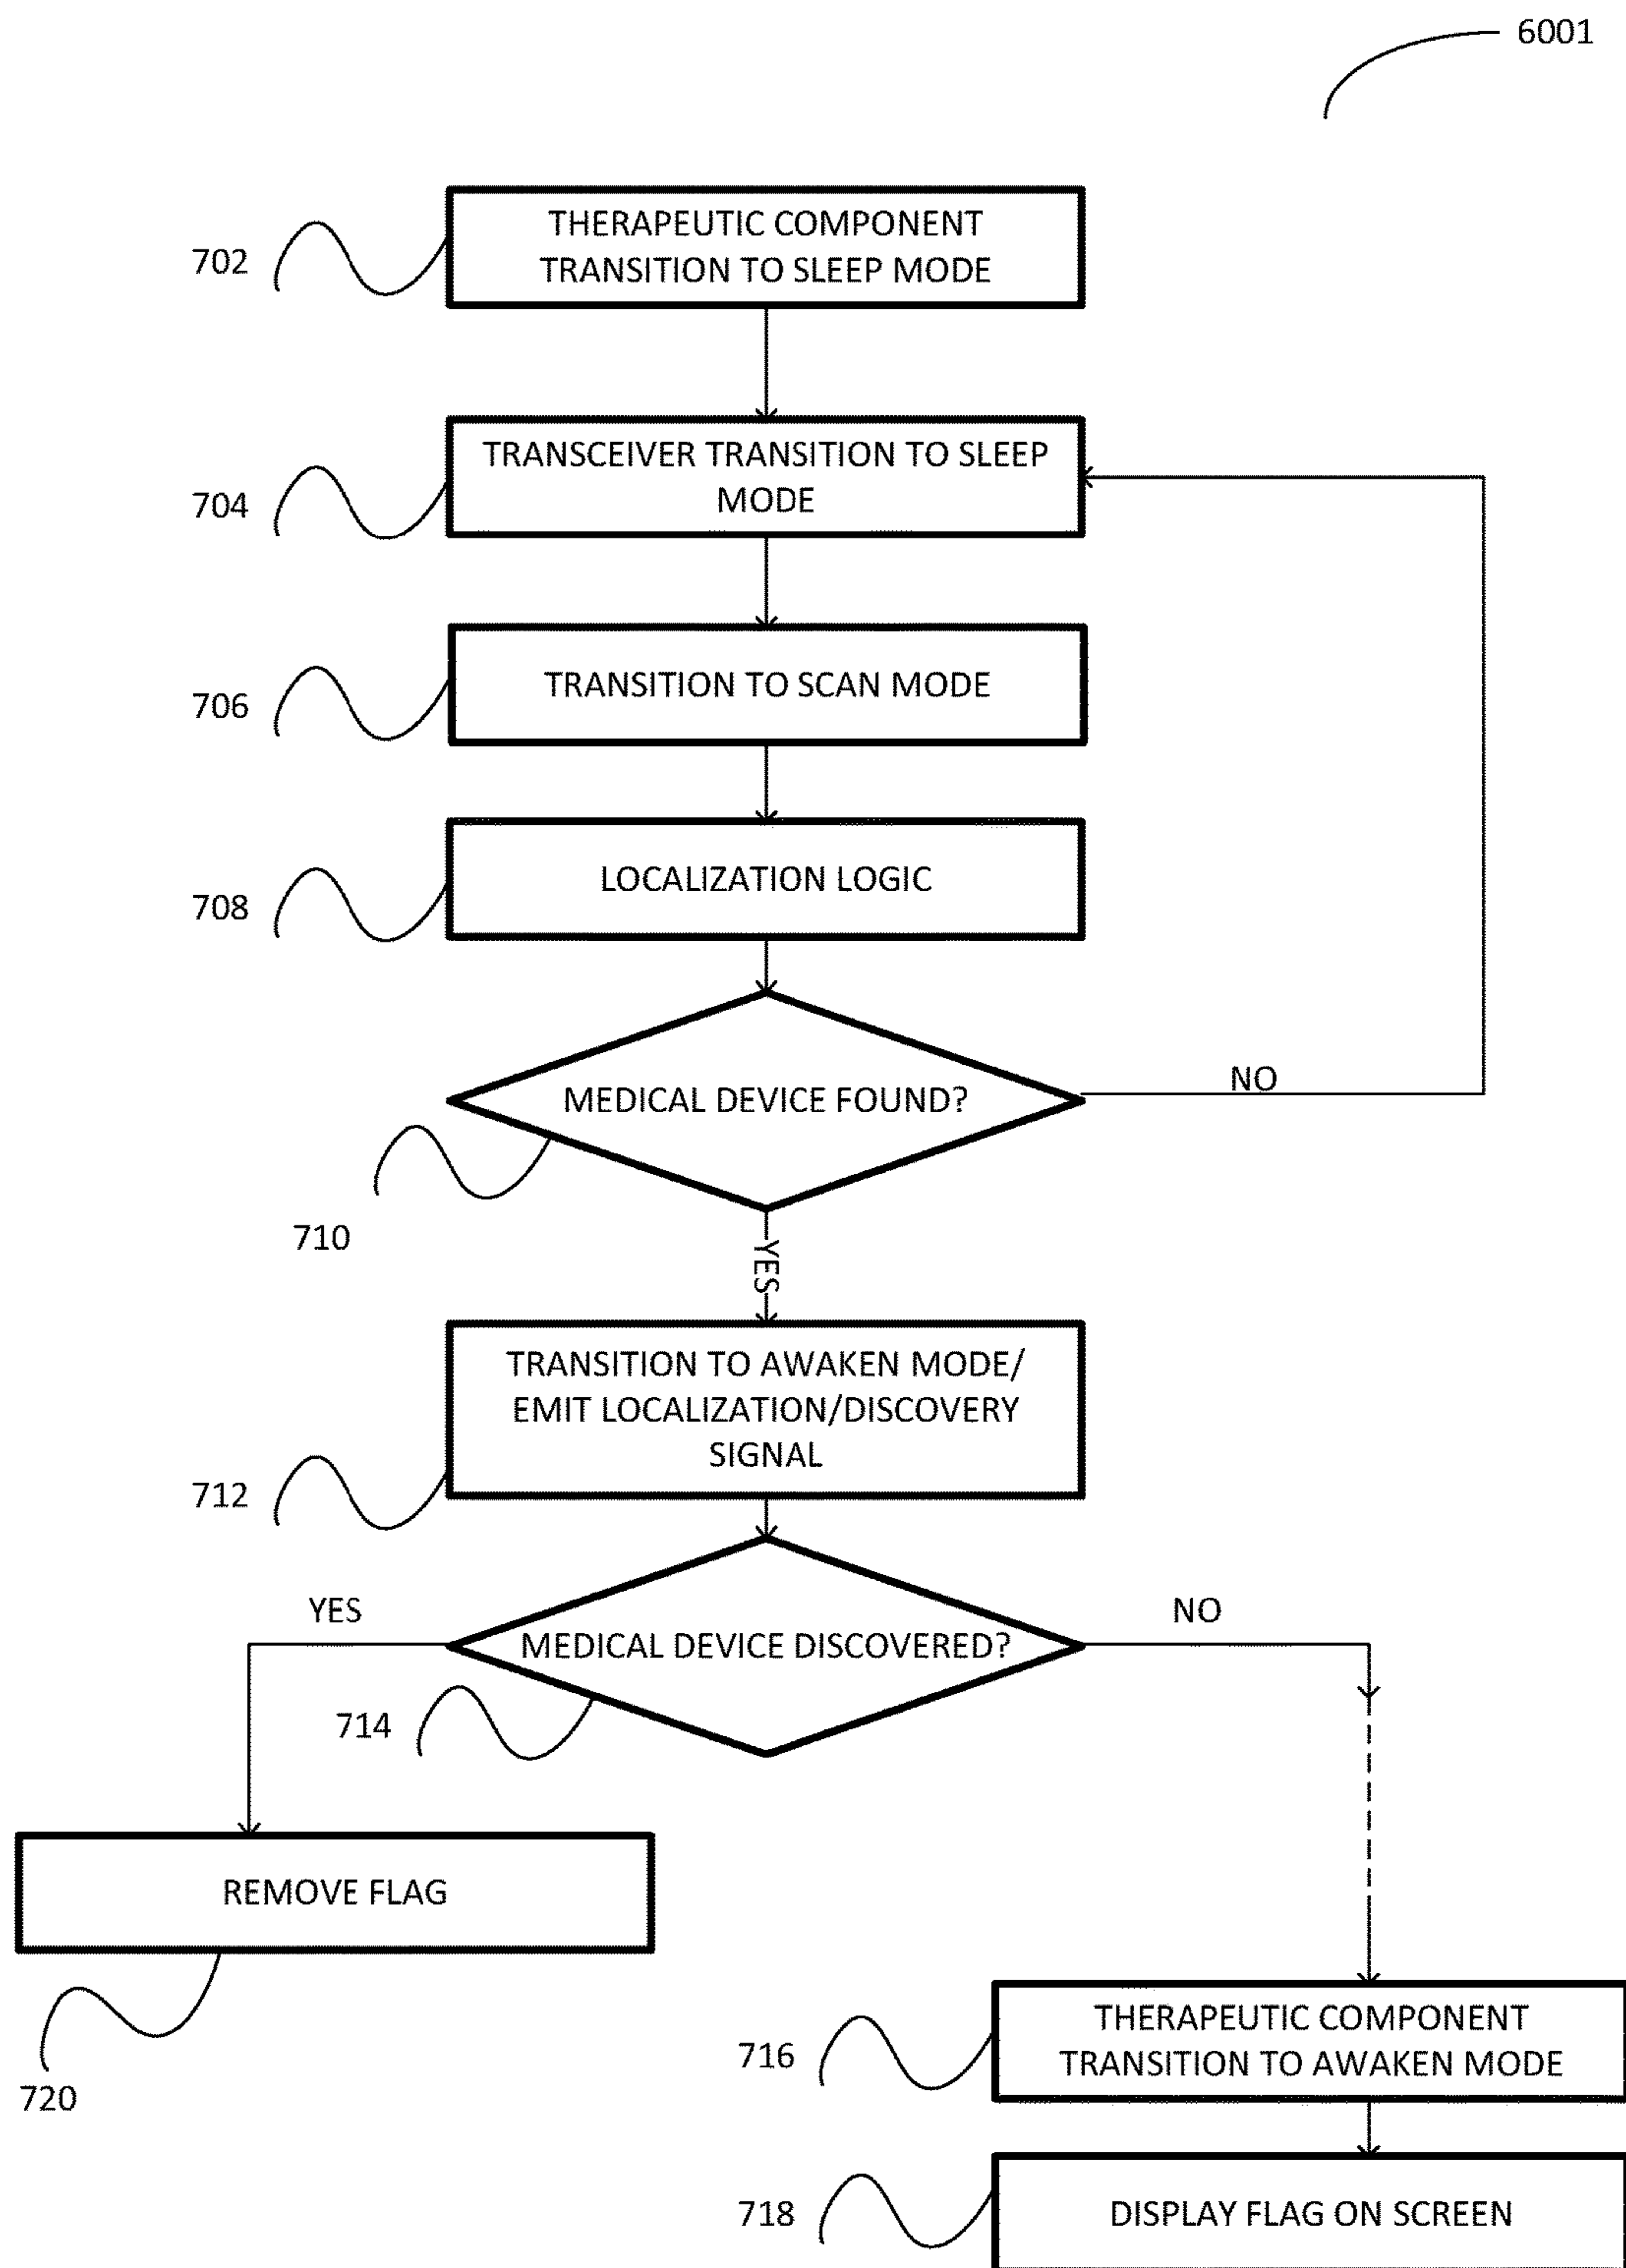 6001
THERAPEUTIC COMPONENT
TRANSITION TO SLEEP MODE
702
TRANSCEIVER TRANSITION TO SLEEP
MODE
704
TRANSITION TO SCAN MODE
706
LOCALIZATION LOGIC
708
MEDICAL DEVICE FOUND?
NO
710
YES
TRANSITION TO AWAKEN MODE/
EMIT LOCALIZATION/DISCOVERY
SIGNAL
712
YES
NO
MEDICAL DEVICE DISCOVERED?
714
REMOVE FLAG
720
THERAPEUTIC COMPONENT
TRANSITION TO AWAKEN MODE
716
DISPLAY FLAG ON SCREEN
718